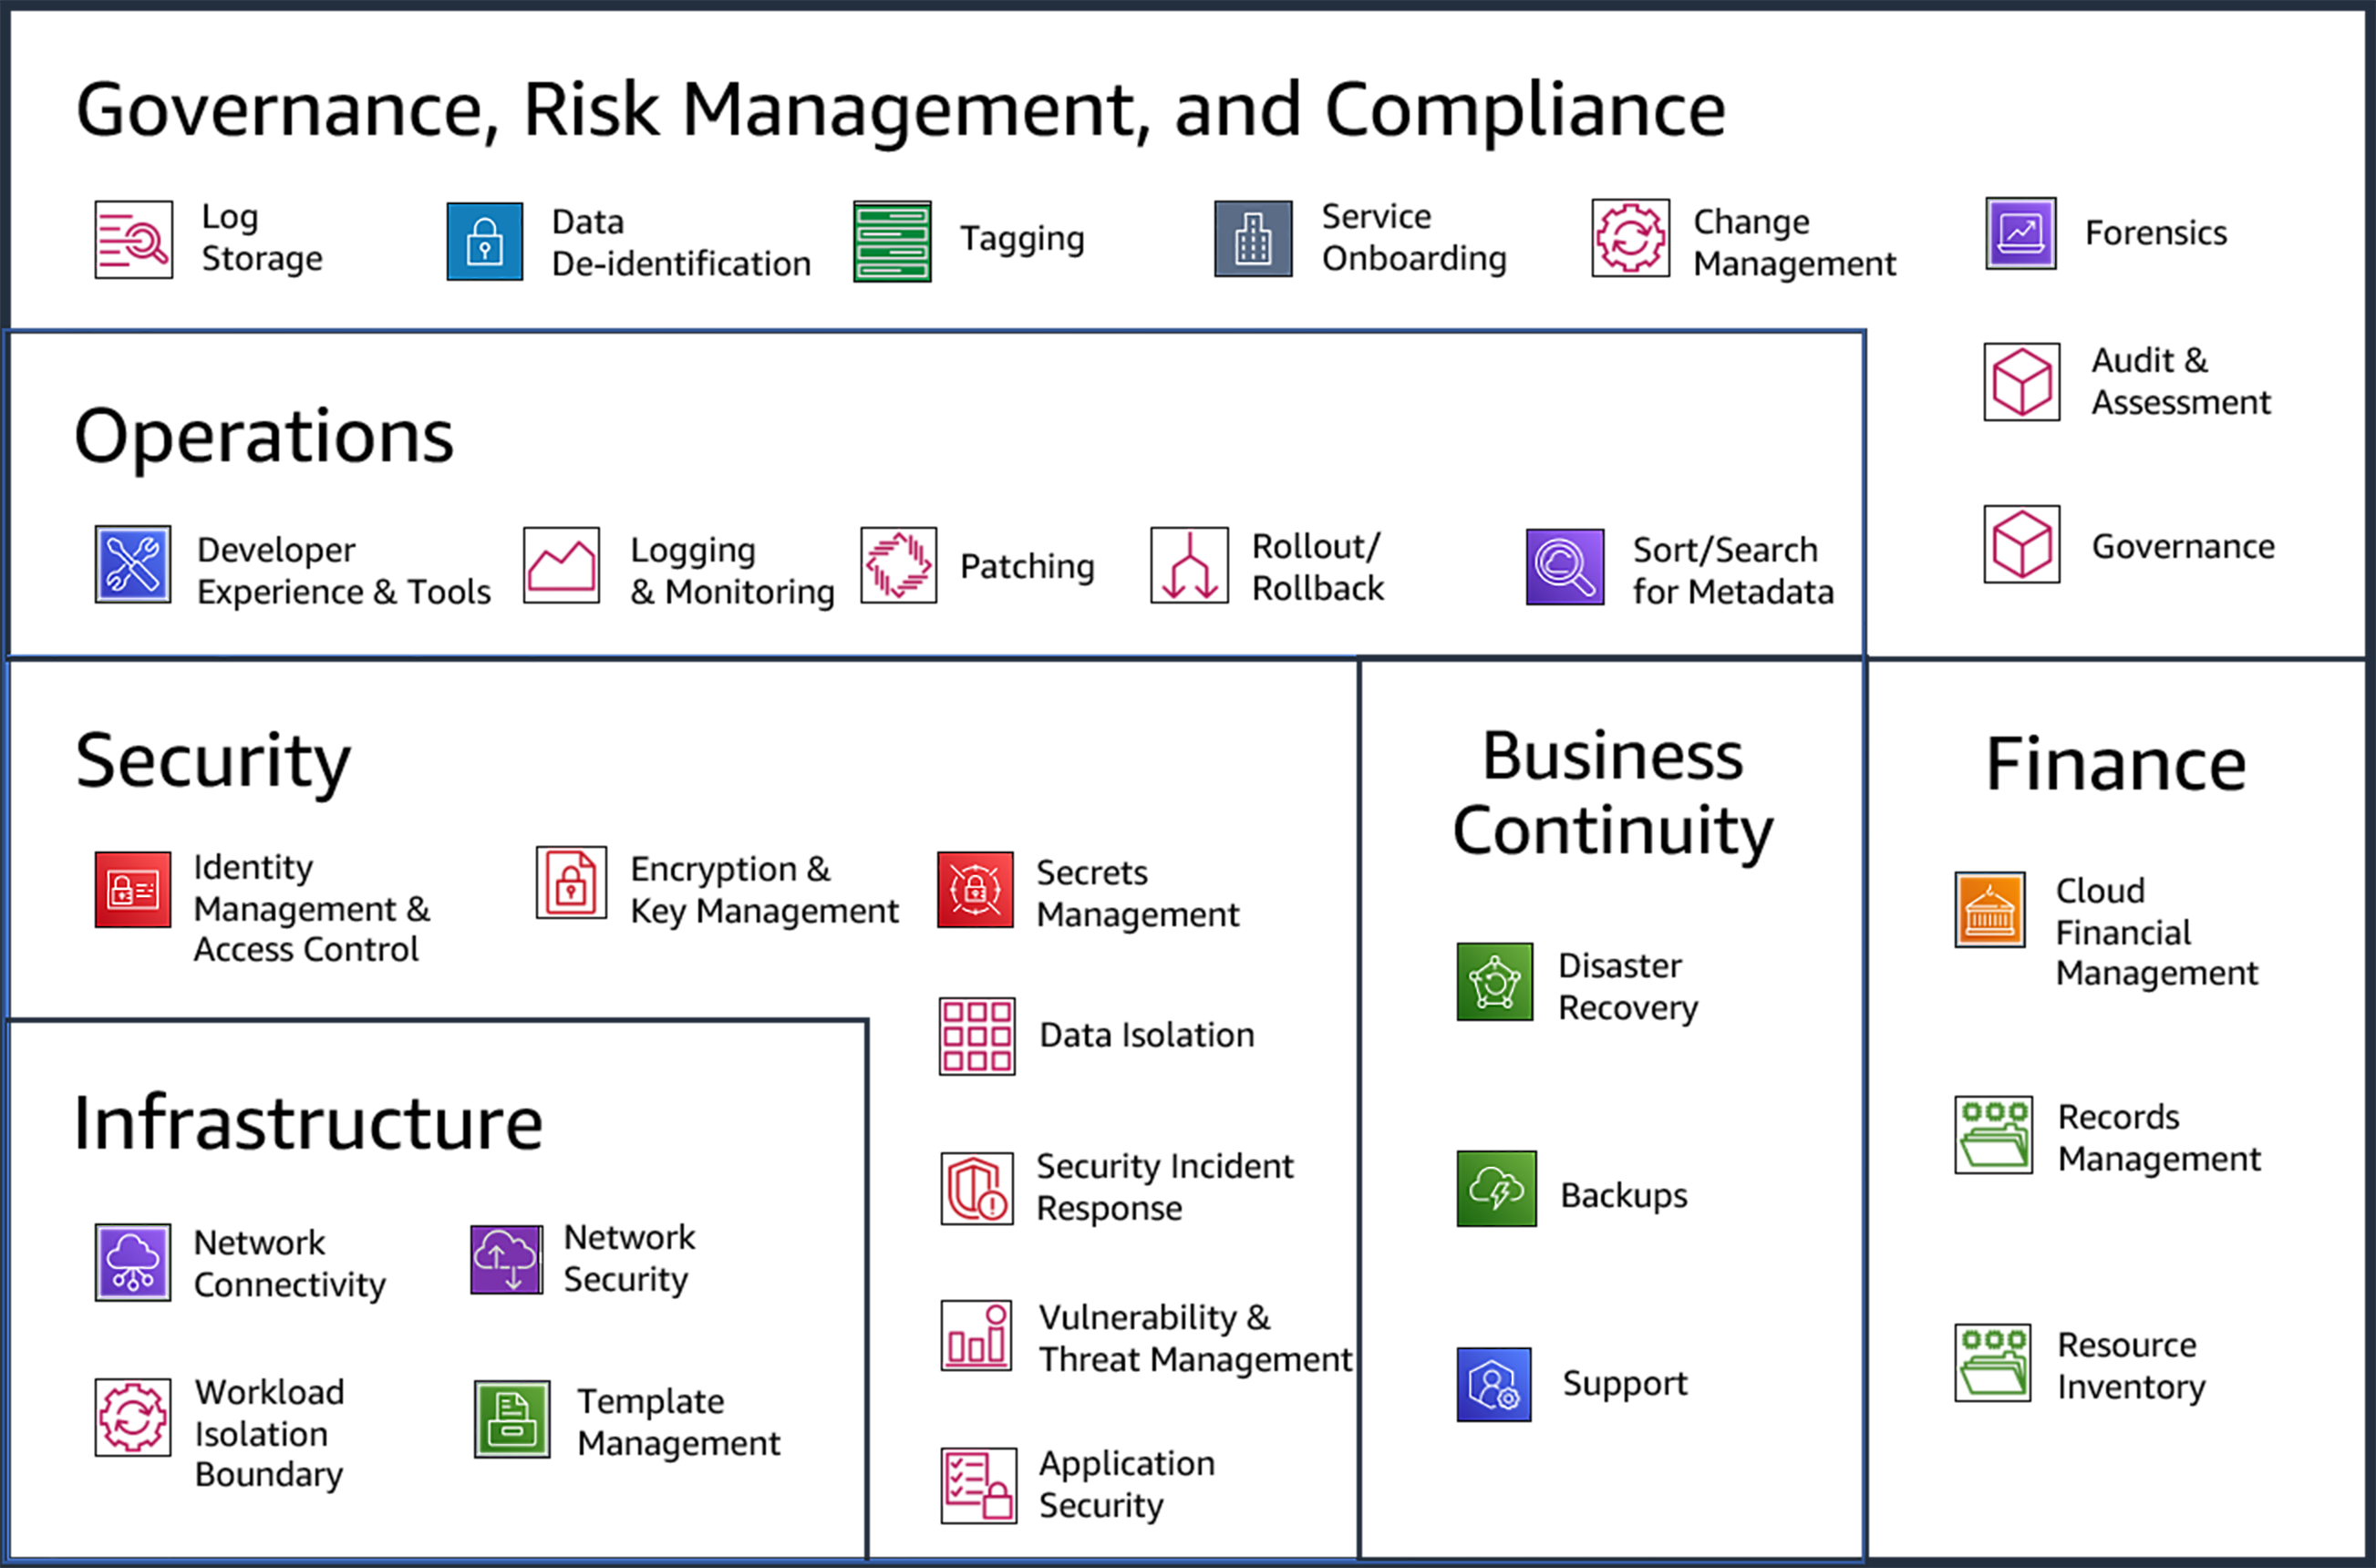 Governance, Risk Management, and Compliance
Log
Storage
Data
De-identification
Tagging
Service
Onboarding
Change
Management
Forensics
Audit &
Assessment
Governance
Operations
Developer
Experience & Tools
Logging
& Monitoring
Patching
Rollout/
Rollback
Sort/Search
for Metadata
Security
Identity
Management &
Access Control
Encryption &
Key Management
Secrets
Management
Data Isolation
Security Incident
Response
Vulnerability &
Threat Management
Application
Security
Infrastructure
Network
Connectivity
Network
Security
Workload
Isolation
Boundary
Template
Management
Business
Continuity
Disaster
Recovery
Backups
Support
Finance
Cloud
Financial
Management
Records
Management
Resource
Inventory